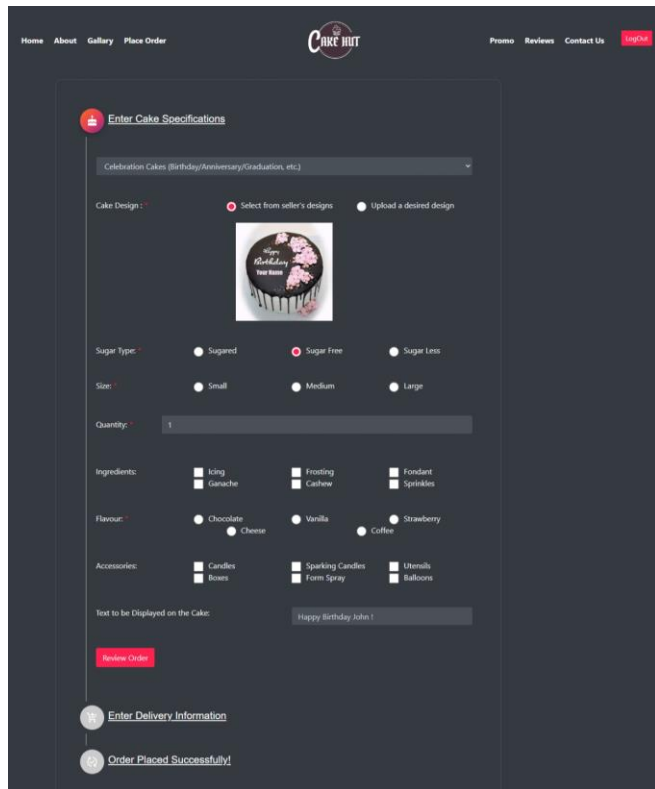 Home About Gallary Place Order CAKE HUT Promo Reviews Contact Us LogOut
Enter Cake Specifications
Celebration Cakes (Birthday/Anniversary/Graduation, etc.)
Cake Design : * Select from seller's designs Upload a desired design
Happy
Birthday
Your Name
Sugar Type: * Sugared Sugar Free Sugar Less
Size: * Small Medium Large
Quantity: * 1
Ingredients: Icing Frosting Fondant
Ganache Cashew Sprinkles
Flavour: * Chocolate Vanilla Strawberry
Cheese Coffee
Accessories: Candles Sparking Candles Utensils
Boxes Form Spray Balloons
Text to be Displayed on the Cake: Happy Birthday John !
Review Order
Enter Delivery Information
Order Placed Successfully!